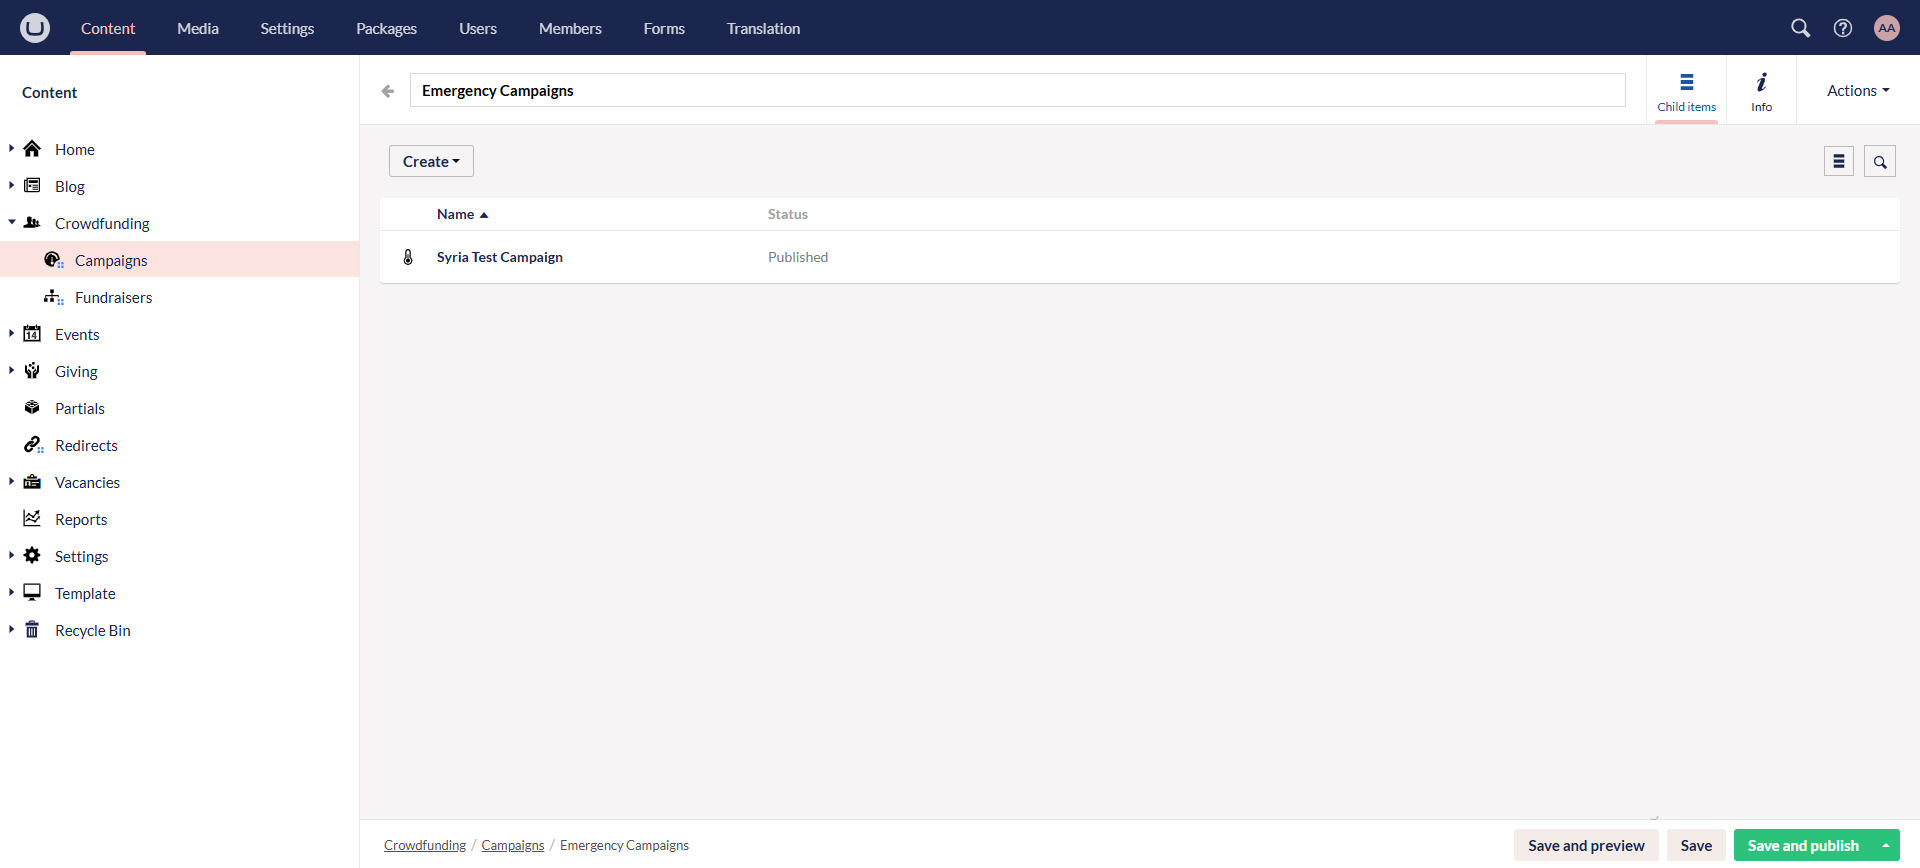 Content Media Settings Packages Users Members Forms Translation AA
Content
Emergency Campaigns
Child items
Info
Actions
Home
Blog
Crowdfunding
Campaigns
Fundraisers
Events
14
Giving
Partials
Redirects
Vacancies
Reports
Settings
Template
Recycle Bin
Create
Name Status
Syria Test Campaign Published
Crowdfunding / Campaigns / Emergency Campaigns
Save and preview Save Save and publish